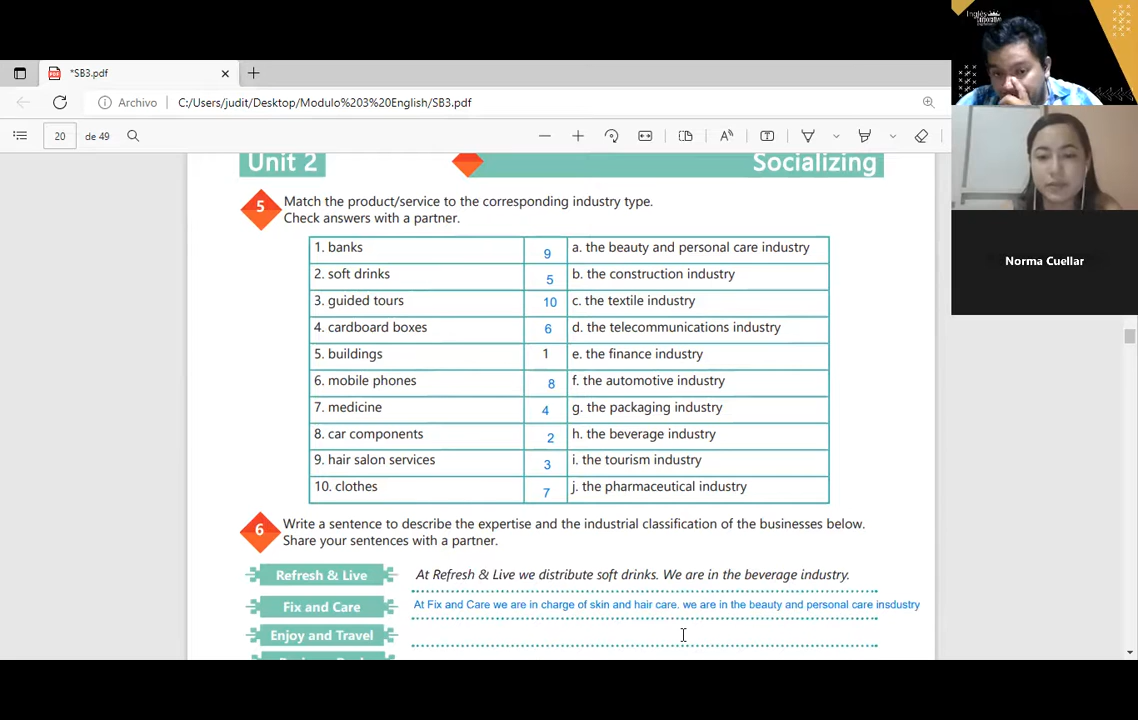 Inglés
corporativo
*SB3.pdf
Archivo
C:/Users/judit/Desktop/Modulo%203%20English/SB3.pdf
20 de 49
Unit 2 Socializing
5 Match the product/service to the corresponding industry type.
Check answers with a partner.
1. banks 9 a. the beauty and personal care industry
2. soft drinks 5 b. the construction industry
3. guided tours 10 c. the textile industry
4. cardboard boxes 6 d. the telecommunications industry
5. buildings 1 e. the finance industry
6. mobile phones 8 f. the automotive industry
7. medicine 4 g. the packaging industry
8. car components 2 h. the beverage industry
9. hair salon services 3 i. the tourism industry
10. clothes 7 j. the pharmaceutical industry
6 Write a sentence to describe the expertise and the industrial classification of the businesses below.
Share your sentences with a partner.
Refresh & Live At Refresh & Live we distribute soft drinks. We are in the beverage industry.
Fix and Care At Fix and Care we are in charge of skin and hair care. we are in the beauty and personal care insdustry
Enjoy and Travel
Norma Cuellar